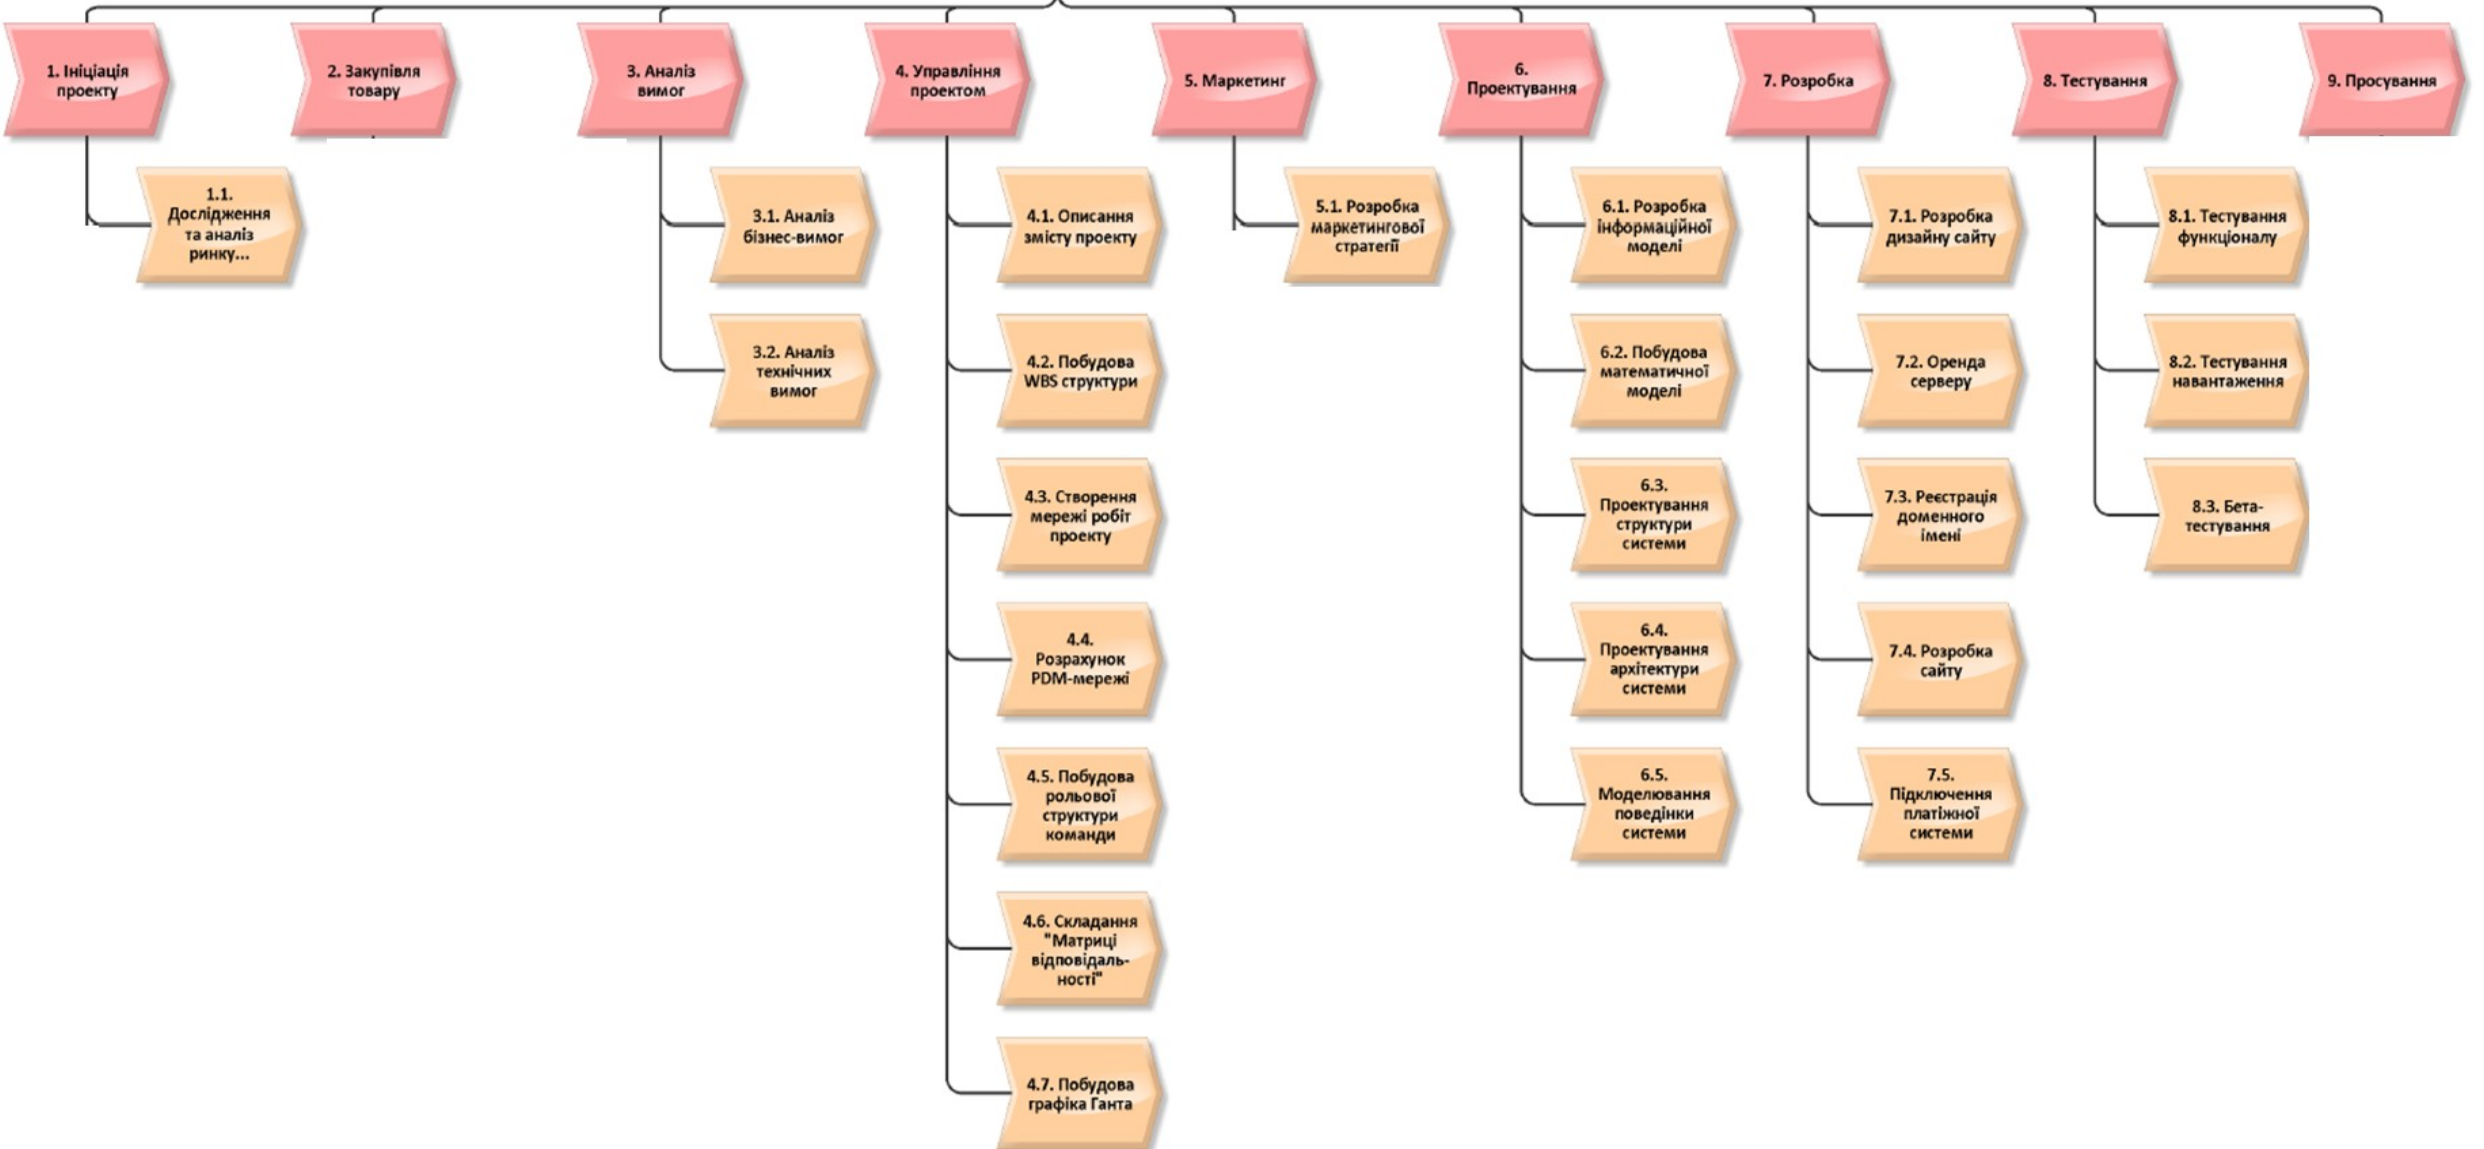 1. Ініціація
проекту
2. Закупівля
товару
3. Аналіз
вимог
4. Управління
проектом
5. Маркетинг
6.
Проектування
7. Розробка
8. Тестування
9. Просування
1.1.
Дослідження
та аналіз
ринку...
3.1. Аналіз
бізнес-вимог
3.2. Аналіз
технічних
вимог
4.1. Описання
змісту проекту
4.2. Побудова
WBS структури
4.3. Створення
мережі робіт
проекту
4.4.
Розрахунок
PDM-мережі
4.5. Побудова
рольової
структури
команди
4.6. Складання
"Матриці
відповідаль-
ності"
4.7. Побудова
графіка Ганта
5.1. Розробка
маркетингової
стратегії
6.1. Розробка
інформаційної
моделі
6.2. Побудова
математичної
моделі
6.3.
Проектування
структури
системи
6.4.
Проектування
архітектури
системи
6.5.
Моделювання
поведінки
системи
7.1. Розробка
дизайну сайту
7.2. Оренда
серверу
7.3. Реєстрація
доменного
імені
7.4. Розробка
сайту
7.5.
Підключення
платіжної
системи
8.1. Тестування
функціоналу
8.2. Тестування
навантаження
8.3. Бета-
тестування